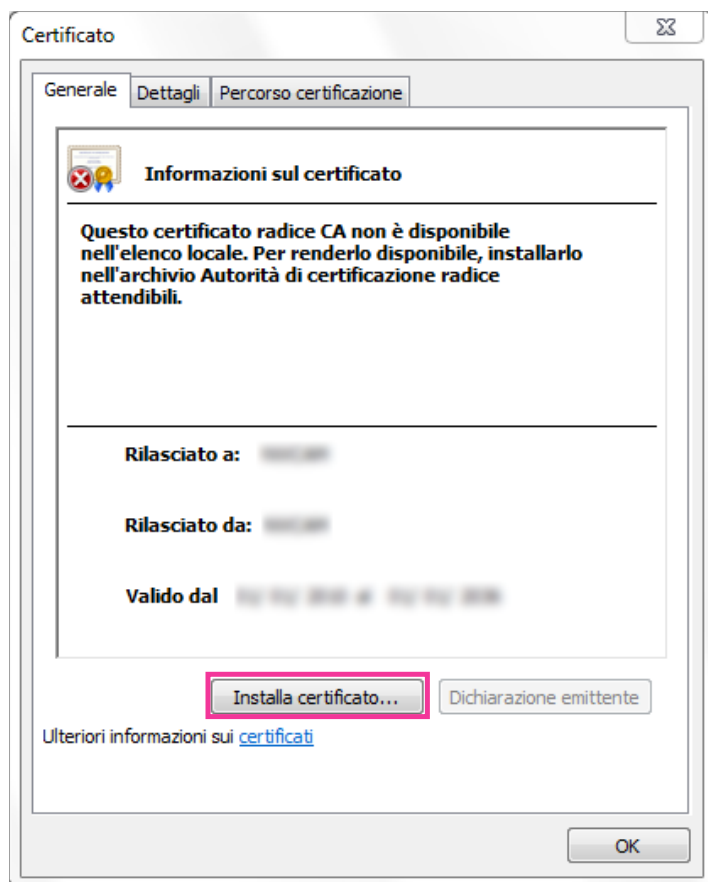 Certificato
Generale
Dettagli
Percorso certificazione
Informazioni sul certificato
Questo certificato radice CA non è disponibile
nell'elenco locale. Per renderlo disponibile, installarlo
nell'archivio Autorità di certificazione radice
attendibili.
Rilasciato a:
Rilasciato da:
Valido dal
Installa certificato...
Dichiarazione emittente
Ulteriori informazioni sui certificati
OK